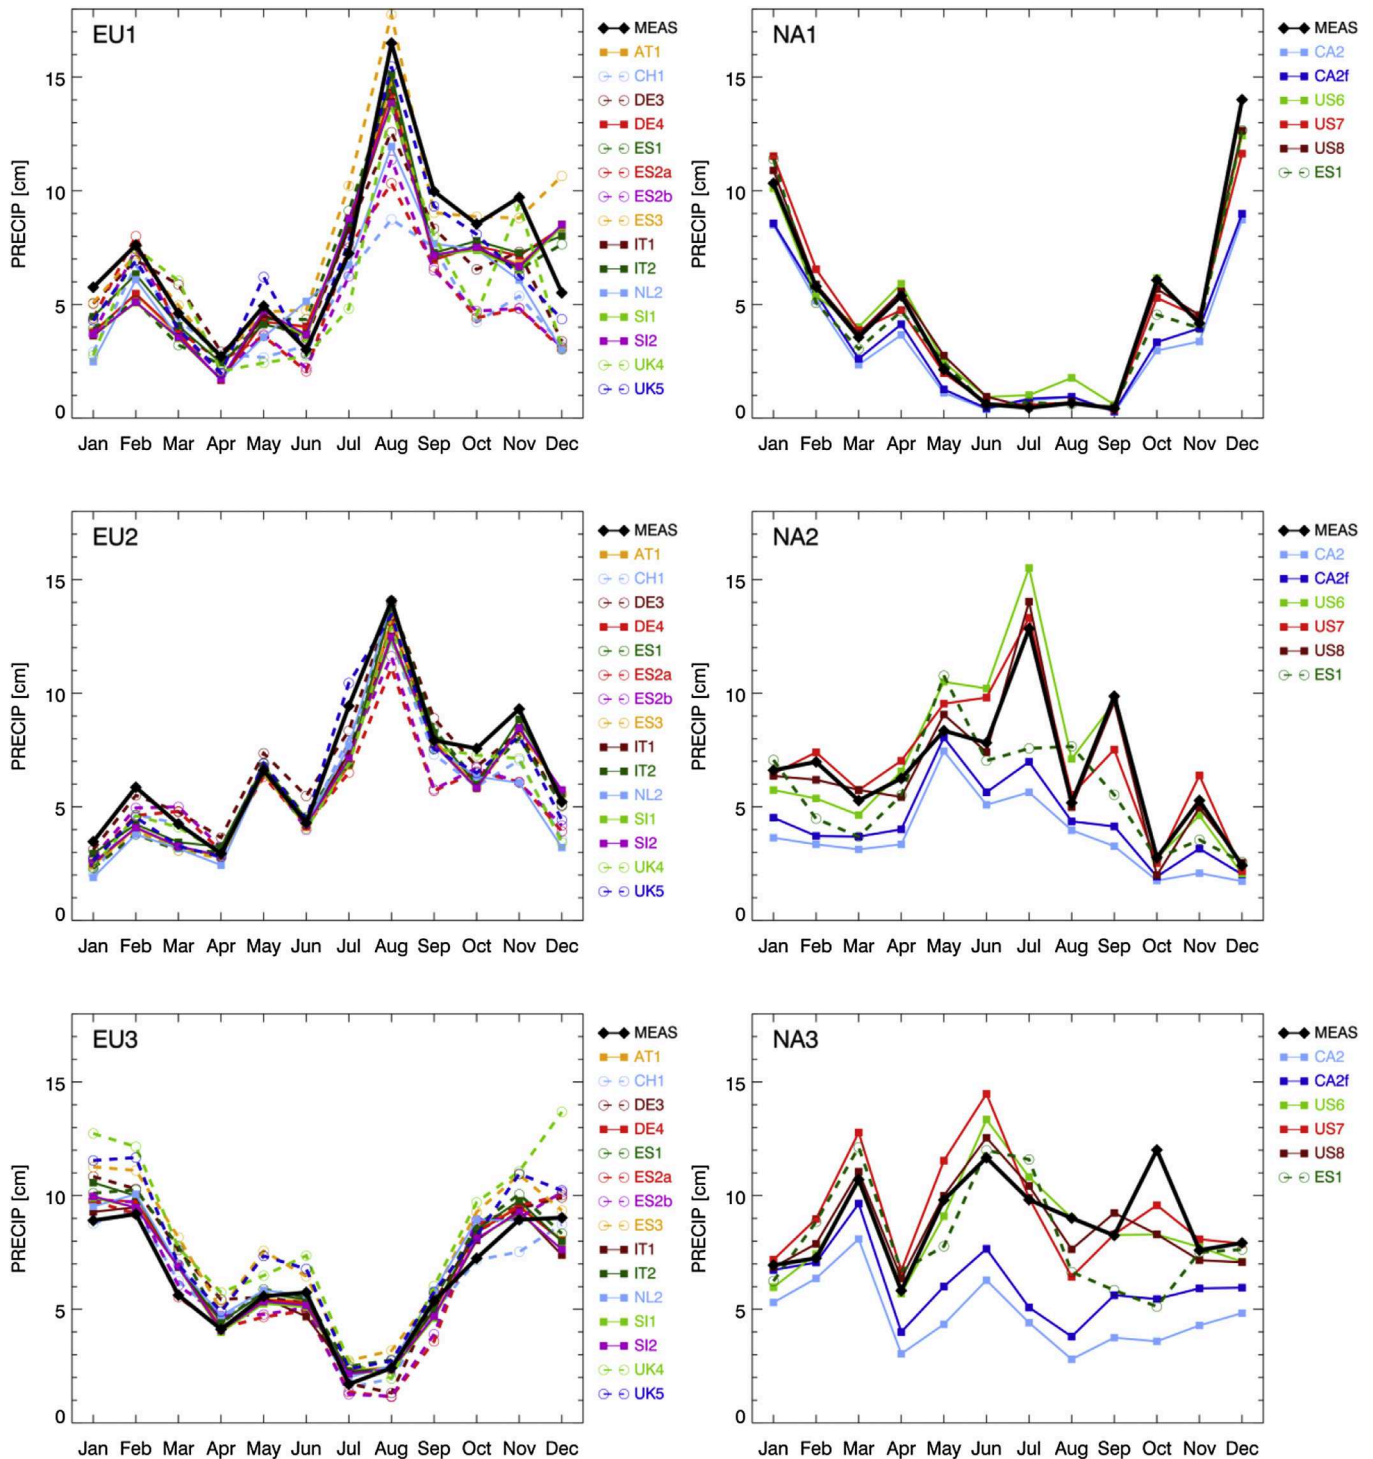 EU1
PRECIP [cm]
15
10
5
0
Jan Feb Mar Apr May Jun Jul Aug Sep Oct Nov Dec
MEAS
AT1
CH1
DE3
DE4
ES1
ES2a
ES2b
ES3
IT1
IT2
NL2
SI1
SI2
UK4
UK5
NA1
PRECIP [cm]
15
10
5
0
Jan Feb Mar Apr May Jun Jul Aug Sep Oct Nov Dec
MEAS
CA2
CA2f
US6
US7
US8
ES1
EU2
PRECIP [cm]
15
10
5
0
Jan Feb Mar Apr May Jun Jul Aug Sep Oct Nov Dec
MEAS
AT1
CH1
DE3
DE4
ES1
ES2a
ES2b
ES3
IT1
IT2
NL2
SI1
SI2
UK4
UK5
NA2
PRECIP [cm]
15
10
5
0
Jan Feb Mar Apr May Jun Jul Aug Sep Oct Nov Dec
MEAS
CA2
CA2f
US6
US7
US8
ES1
EU3
PRECIP [cm]
15
10
5
0
Jan Feb Mar Apr May Jun Jul Aug Sep Oct Nov Dec
MEAS
AT1
CH1
DE3
DE4
ES1
ES2a
ES2b
ES3
IT1
IT2
NL2
SI1
SI2
UK4
UK5
NA3
PRECIP [cm]
15
10
5
0
Jan Feb Mar Apr May Jun Jul Aug Sep Oct Nov Dec
MEAS
CA2
CA2f
US6
US7
US8
ES1